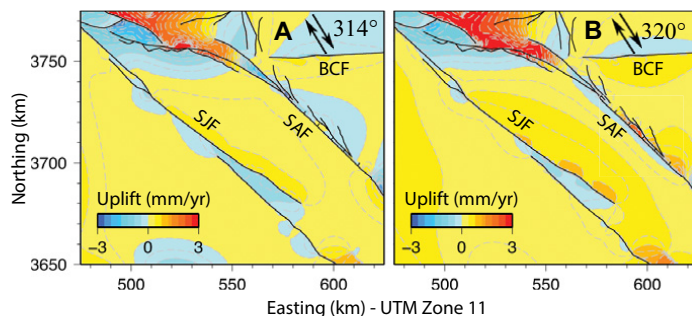 A 314° B 320°
BCF BCF
3750
SJF SAF SJF SAF
Northing (km)
3700
Uplift (mm/yr) Uplift (mm/yr)
−3 0 3 −3 0 3
3650
500 550 600 500 550 600
Easting (km) - UTM Zone 11